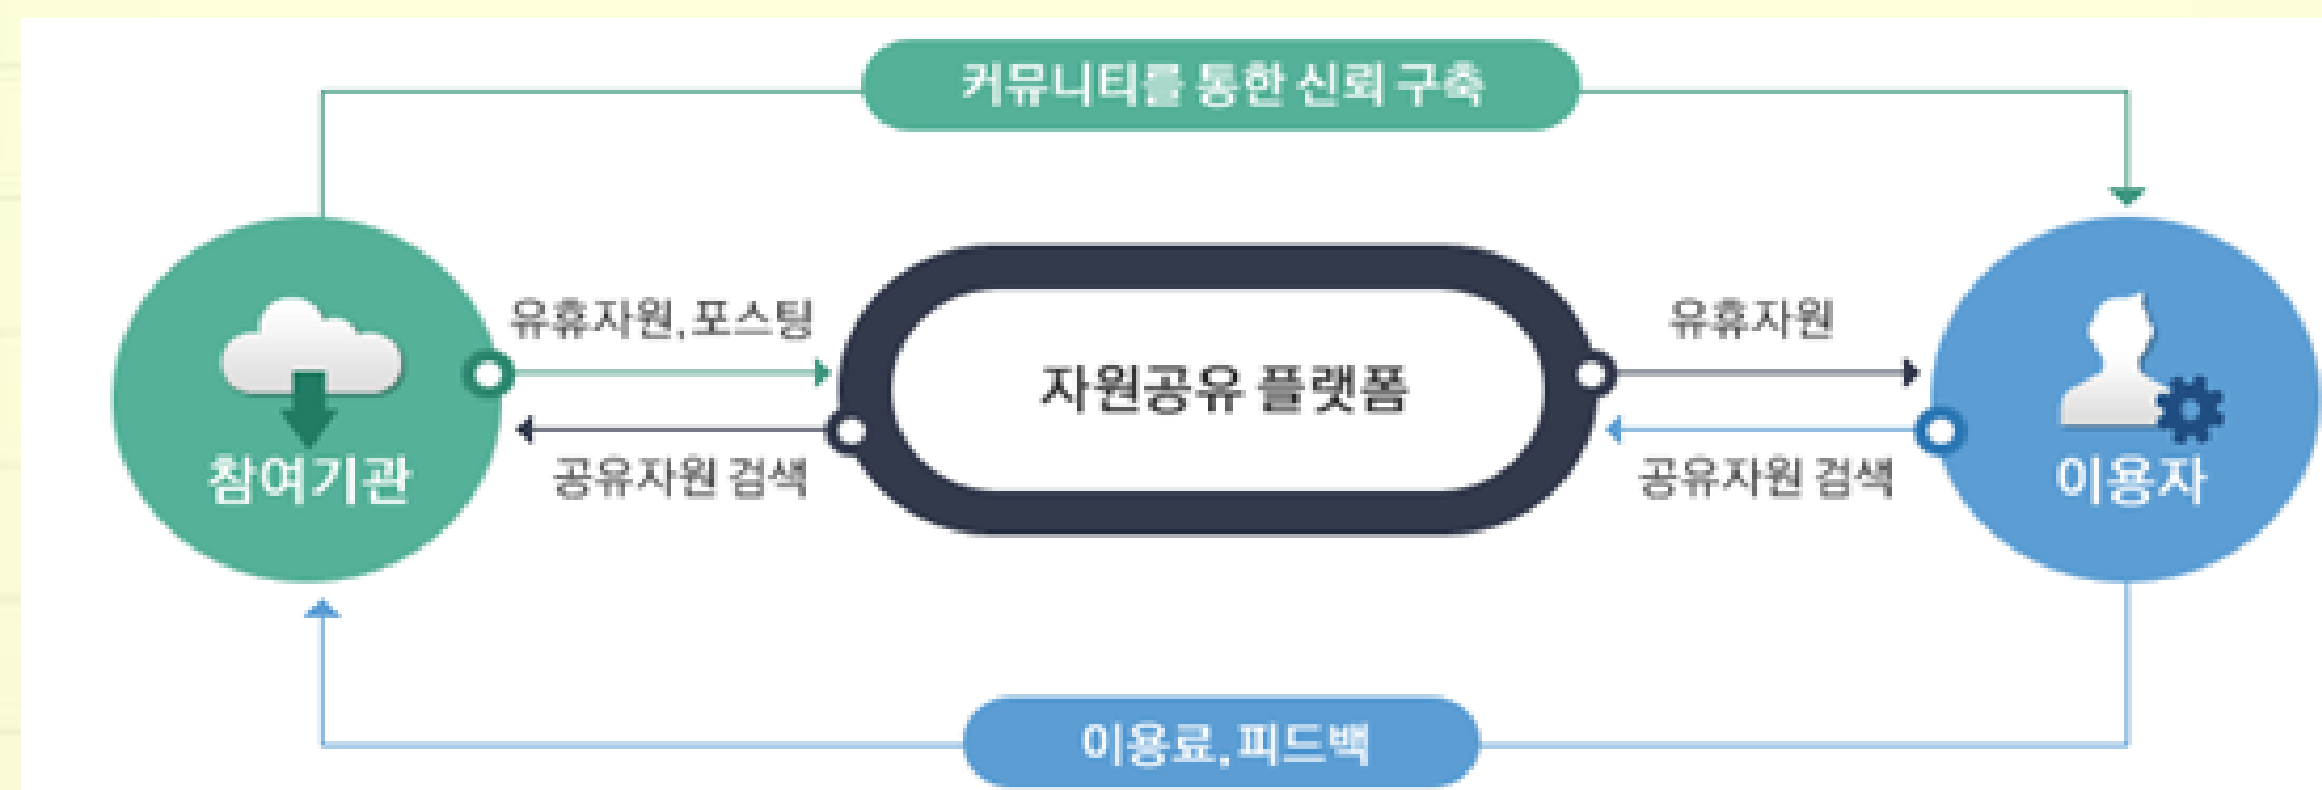 커뮤니티를 통한 신뢰 구축
유휴자원, 포스팅
유휴자원
자원공유 플랫폼
공유자원 검색
공유자원 검색
참여기관
이용자
이용료, 피드백